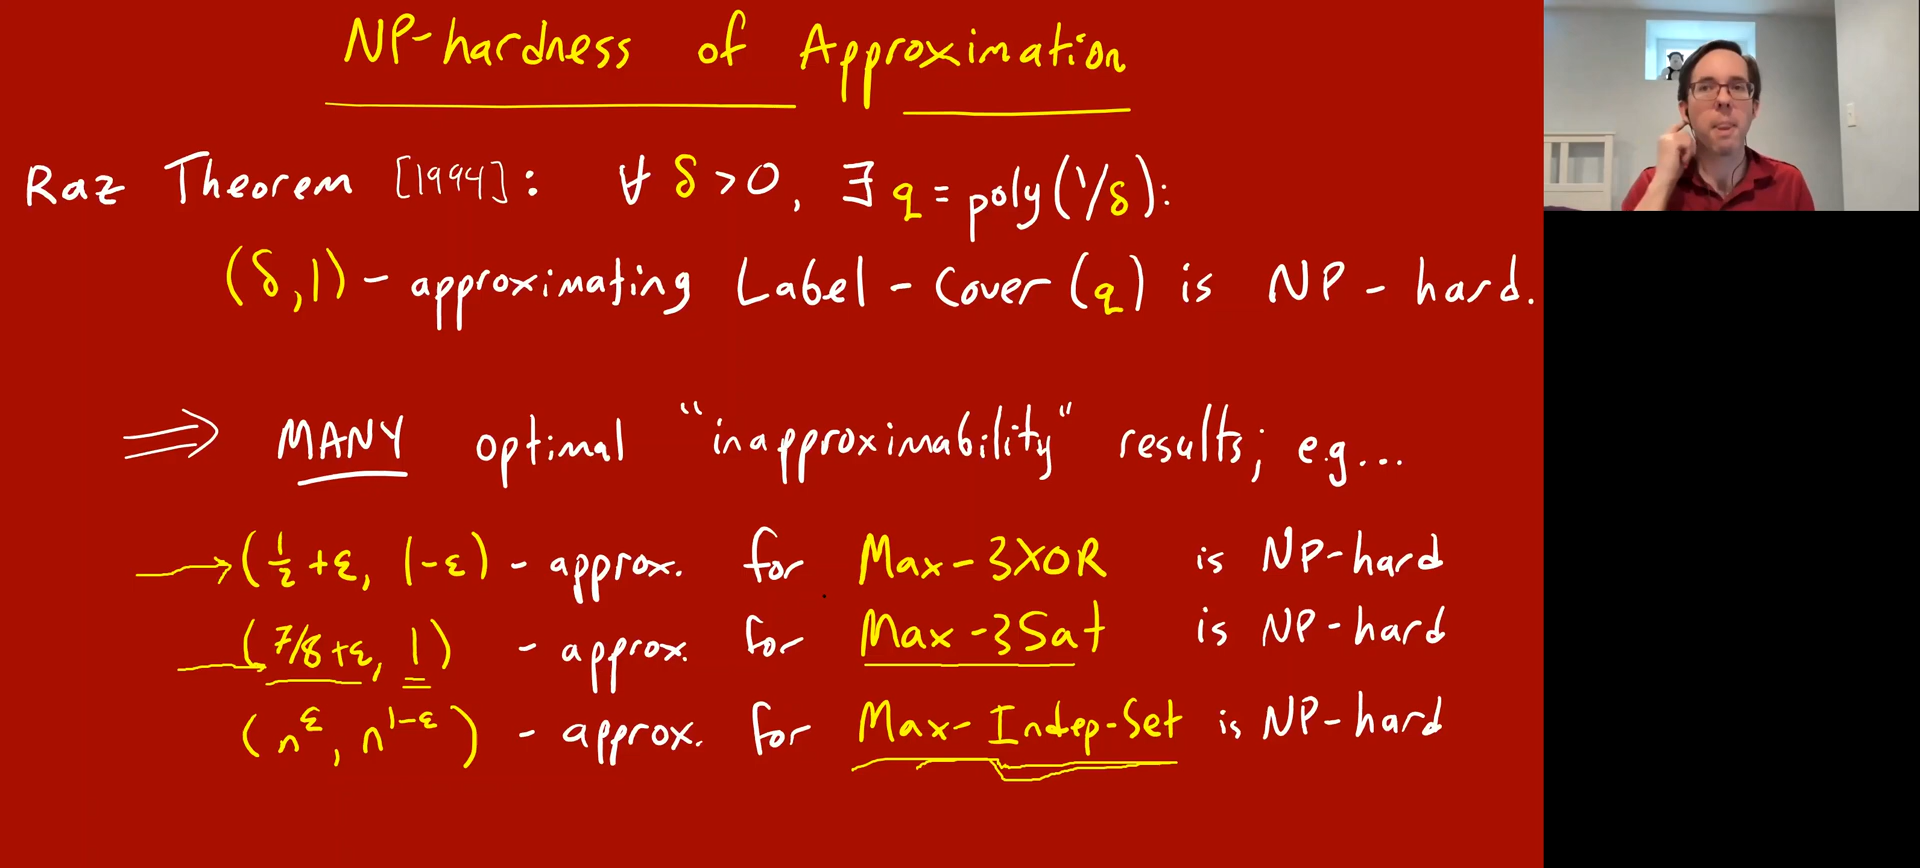 NP-hardness of Approximation
Raz Theorem [1994]: ∀ δ>0, ∃ q = poly(1/δ):
(δ,1) - approximating Label-Cover(q) is NP-hard.
⟹ MANY optimal "inapproximability" results; e.g...
(1/2+ε, 1-ε) - approx. for Max-3XOR is NP-hard
(7/8+ε, 1) - approx. for Max-3Sat is NP-hard
(n^ε, n^{1-ε}) - approx. for Max-Indep-Set is NP-hard